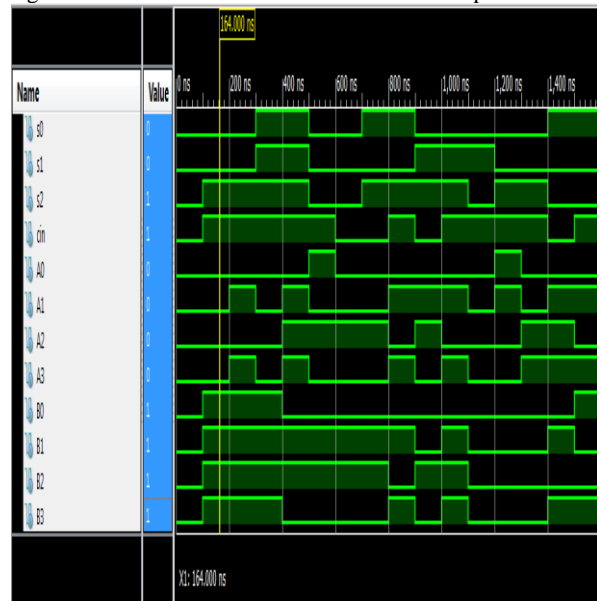 164.000 ns
Name Value 0 ns 200 ns 400 ns 600 ns 800 ns 1,000 ns 1,200 ns 1,400 ns
s0 0
s1 0
s2 1
cin 1
A0 0
A1 0
A2 0
A3 0
B0 1
B1 1
B2 1
B3 1
X1: 164.000 ns